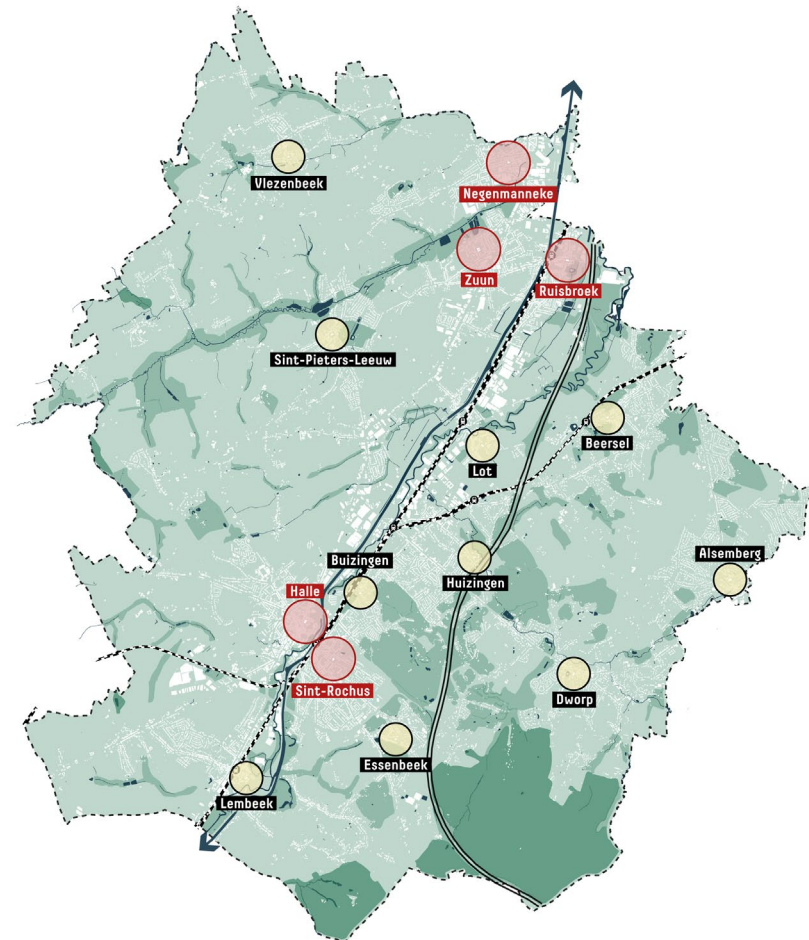 Vlezenbeek
Negenmanneke
Zuun
Ruisbroek
Sint-Pieters-Leeuw
Beersel
Lot
Buizingen
Huizingen
Alsemberg
Halle
Sint-Rochus
Dworp
Essenbeek
Lembeek